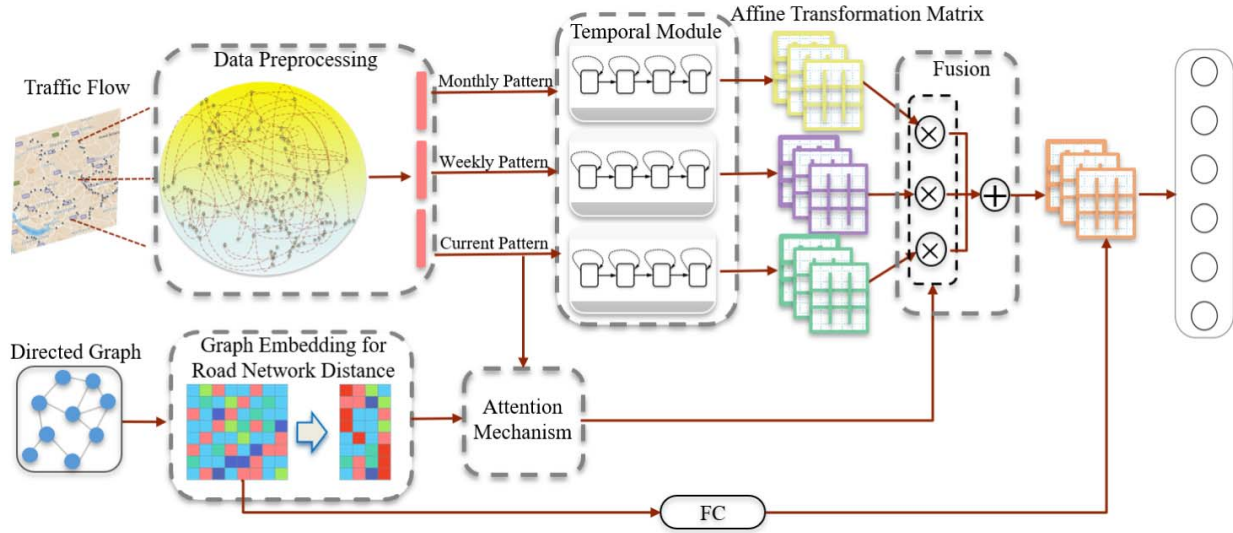 Affine Transformation Matrix
Temporal Module
Data Preprocessing
Fusion
Traffic Flow
Monthly Pattern
Weekly Pattern
Current Pattern
Directed Graph
Graph Embedding for
Road Network Distance
Attention
Mechanism
FC